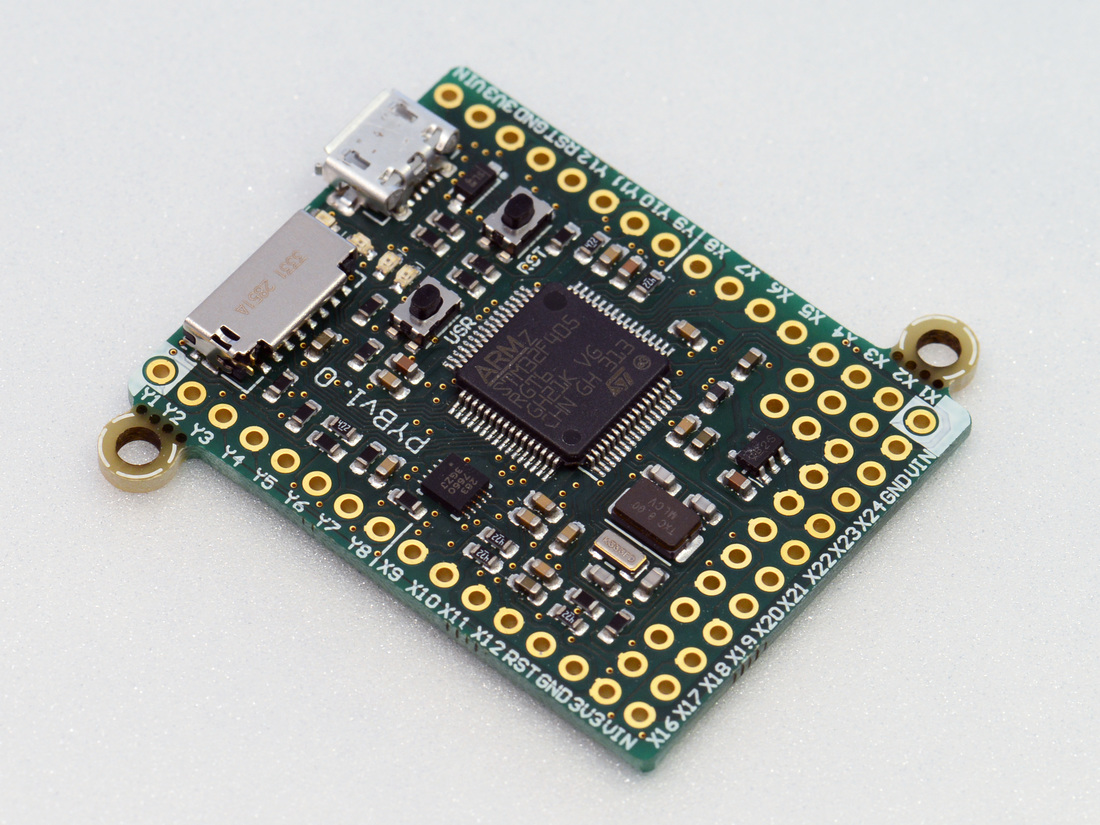 VIN
3V3
GND
RST
Y12
Y11
Y10
Y9
X8
X7
X6
X5
X4
X3
X2
X1
RST
USR
PYBv1.0
ARM
STM32F405
Y1
Y2
Y3
Y4
Y5
Y6
Y7
Y8
X9
X10
X11
X12
RST
GND
3V3
VIN
X16
X17
X18
X19
X20
X21
X22
X23
X24
GND
VIN